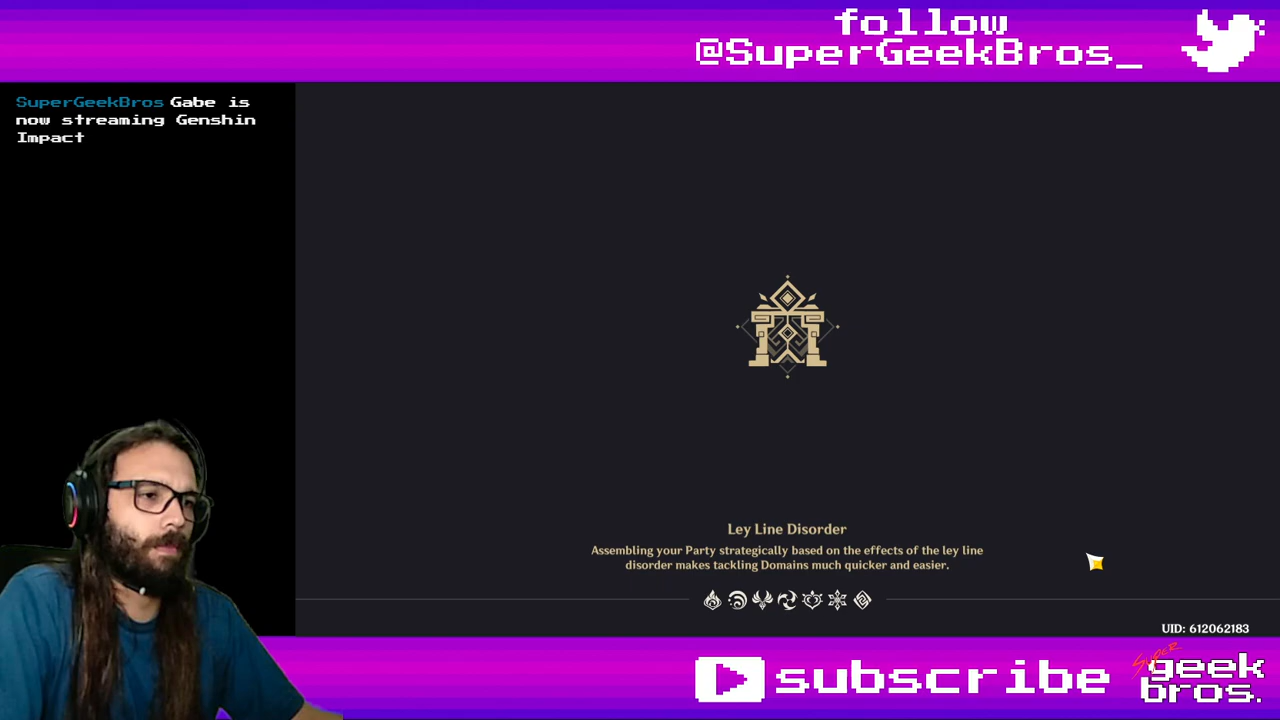 follow
@SuperGeekBros_
SuperGeekBros Gabe is
now streaming Genshin
Impact
Ley Line Disorder
Assembling your Party strategically based on the effects of the ley line
disorder makes tackling Domains much quicker and easier.
UID: 612062183
subscribe
SUPER
geek
bros.